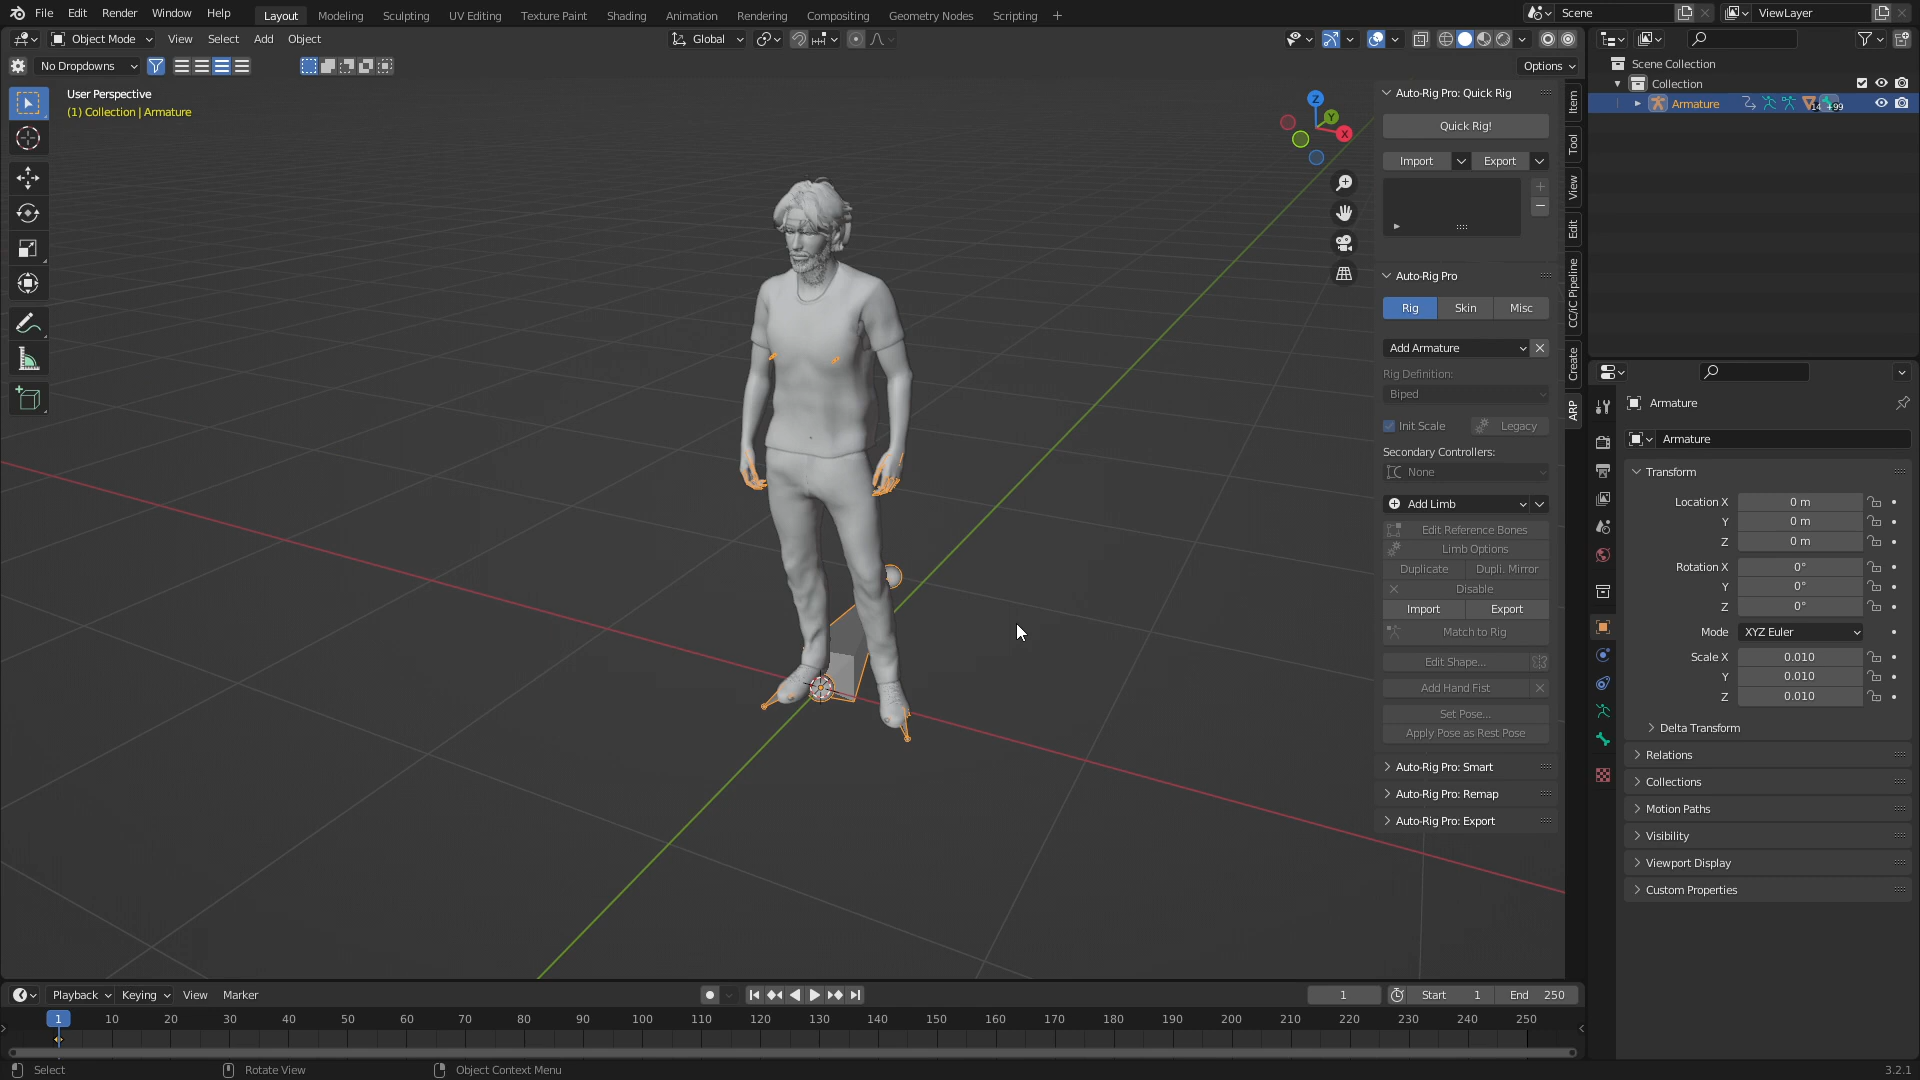 File Edit Render Window Help Layout Modeling Sculpting UV Editing Texture Paint Shading Animation Rendering Compositing Geometry Nodes Scripting + Scene ViewLayer
Object Mode View Select Add Object Global
No Dropdowns Options
User Perspective
(1) Collection | Armature
Z
Y
X
Auto-Rig Pro: Quick Rig
Quick Rig!
Import Export
Auto-Rig Pro
Rig Skin Misc
Add Armature
Rig Definition:
Biped
Init Scale Legacy
Secondary Controllers:
None
Add Limb
Edit Reference Bones
Limb Options
Duplicate Dupli. Mirror
Disable
Import Export
Match to Rig
Edit Shape...
Add Hand Fist
Set Pose...
Apply Pose as Rest Pose
Auto-Rig Pro: Smart
Auto-Rig Pro: Remap
Auto-Rig Pro: Export
Item
Tool
View
Edit
CC/iC Pipeline
Create
ARP
Scene Collection
Collection
Armature 14 +99
Armature
Armature
Transform
Location X 0 m
Y 0 m
Z 0 m
Rotation X 0°
Y 0°
Z 0°
Mode XYZ Euler
Scale X 0.010
Y 0.010
Z 0.010
Delta Transform
Relations
Collections
Motion Paths
Visibility
Viewport Display
Custom Properties
Playback Keying View Marker 1 Start 1 End 250
1 10 20 30 40 50 60 70 80 90 100 110 120 130 140 150 160 170 180 190 200 210 220 230 240 250
Select Rotate View Object Context Menu 3.2.1